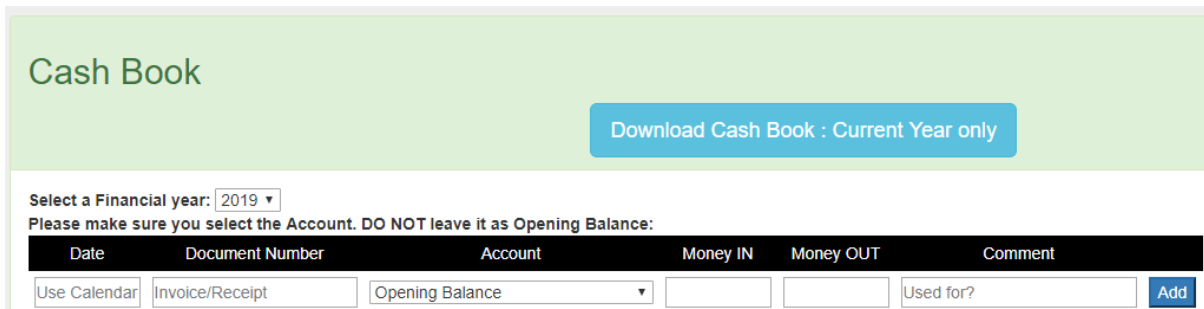 Cash Book
Download Cash Book : Current Year only
Select a Financial year: 2019
Please make sure you select the Account. DO NOT leave it as Opening Balance:
Date Document Number Account Money IN Money OUT Comment
Use Calendar Invoice/Receipt Opening Balance Used for? Add